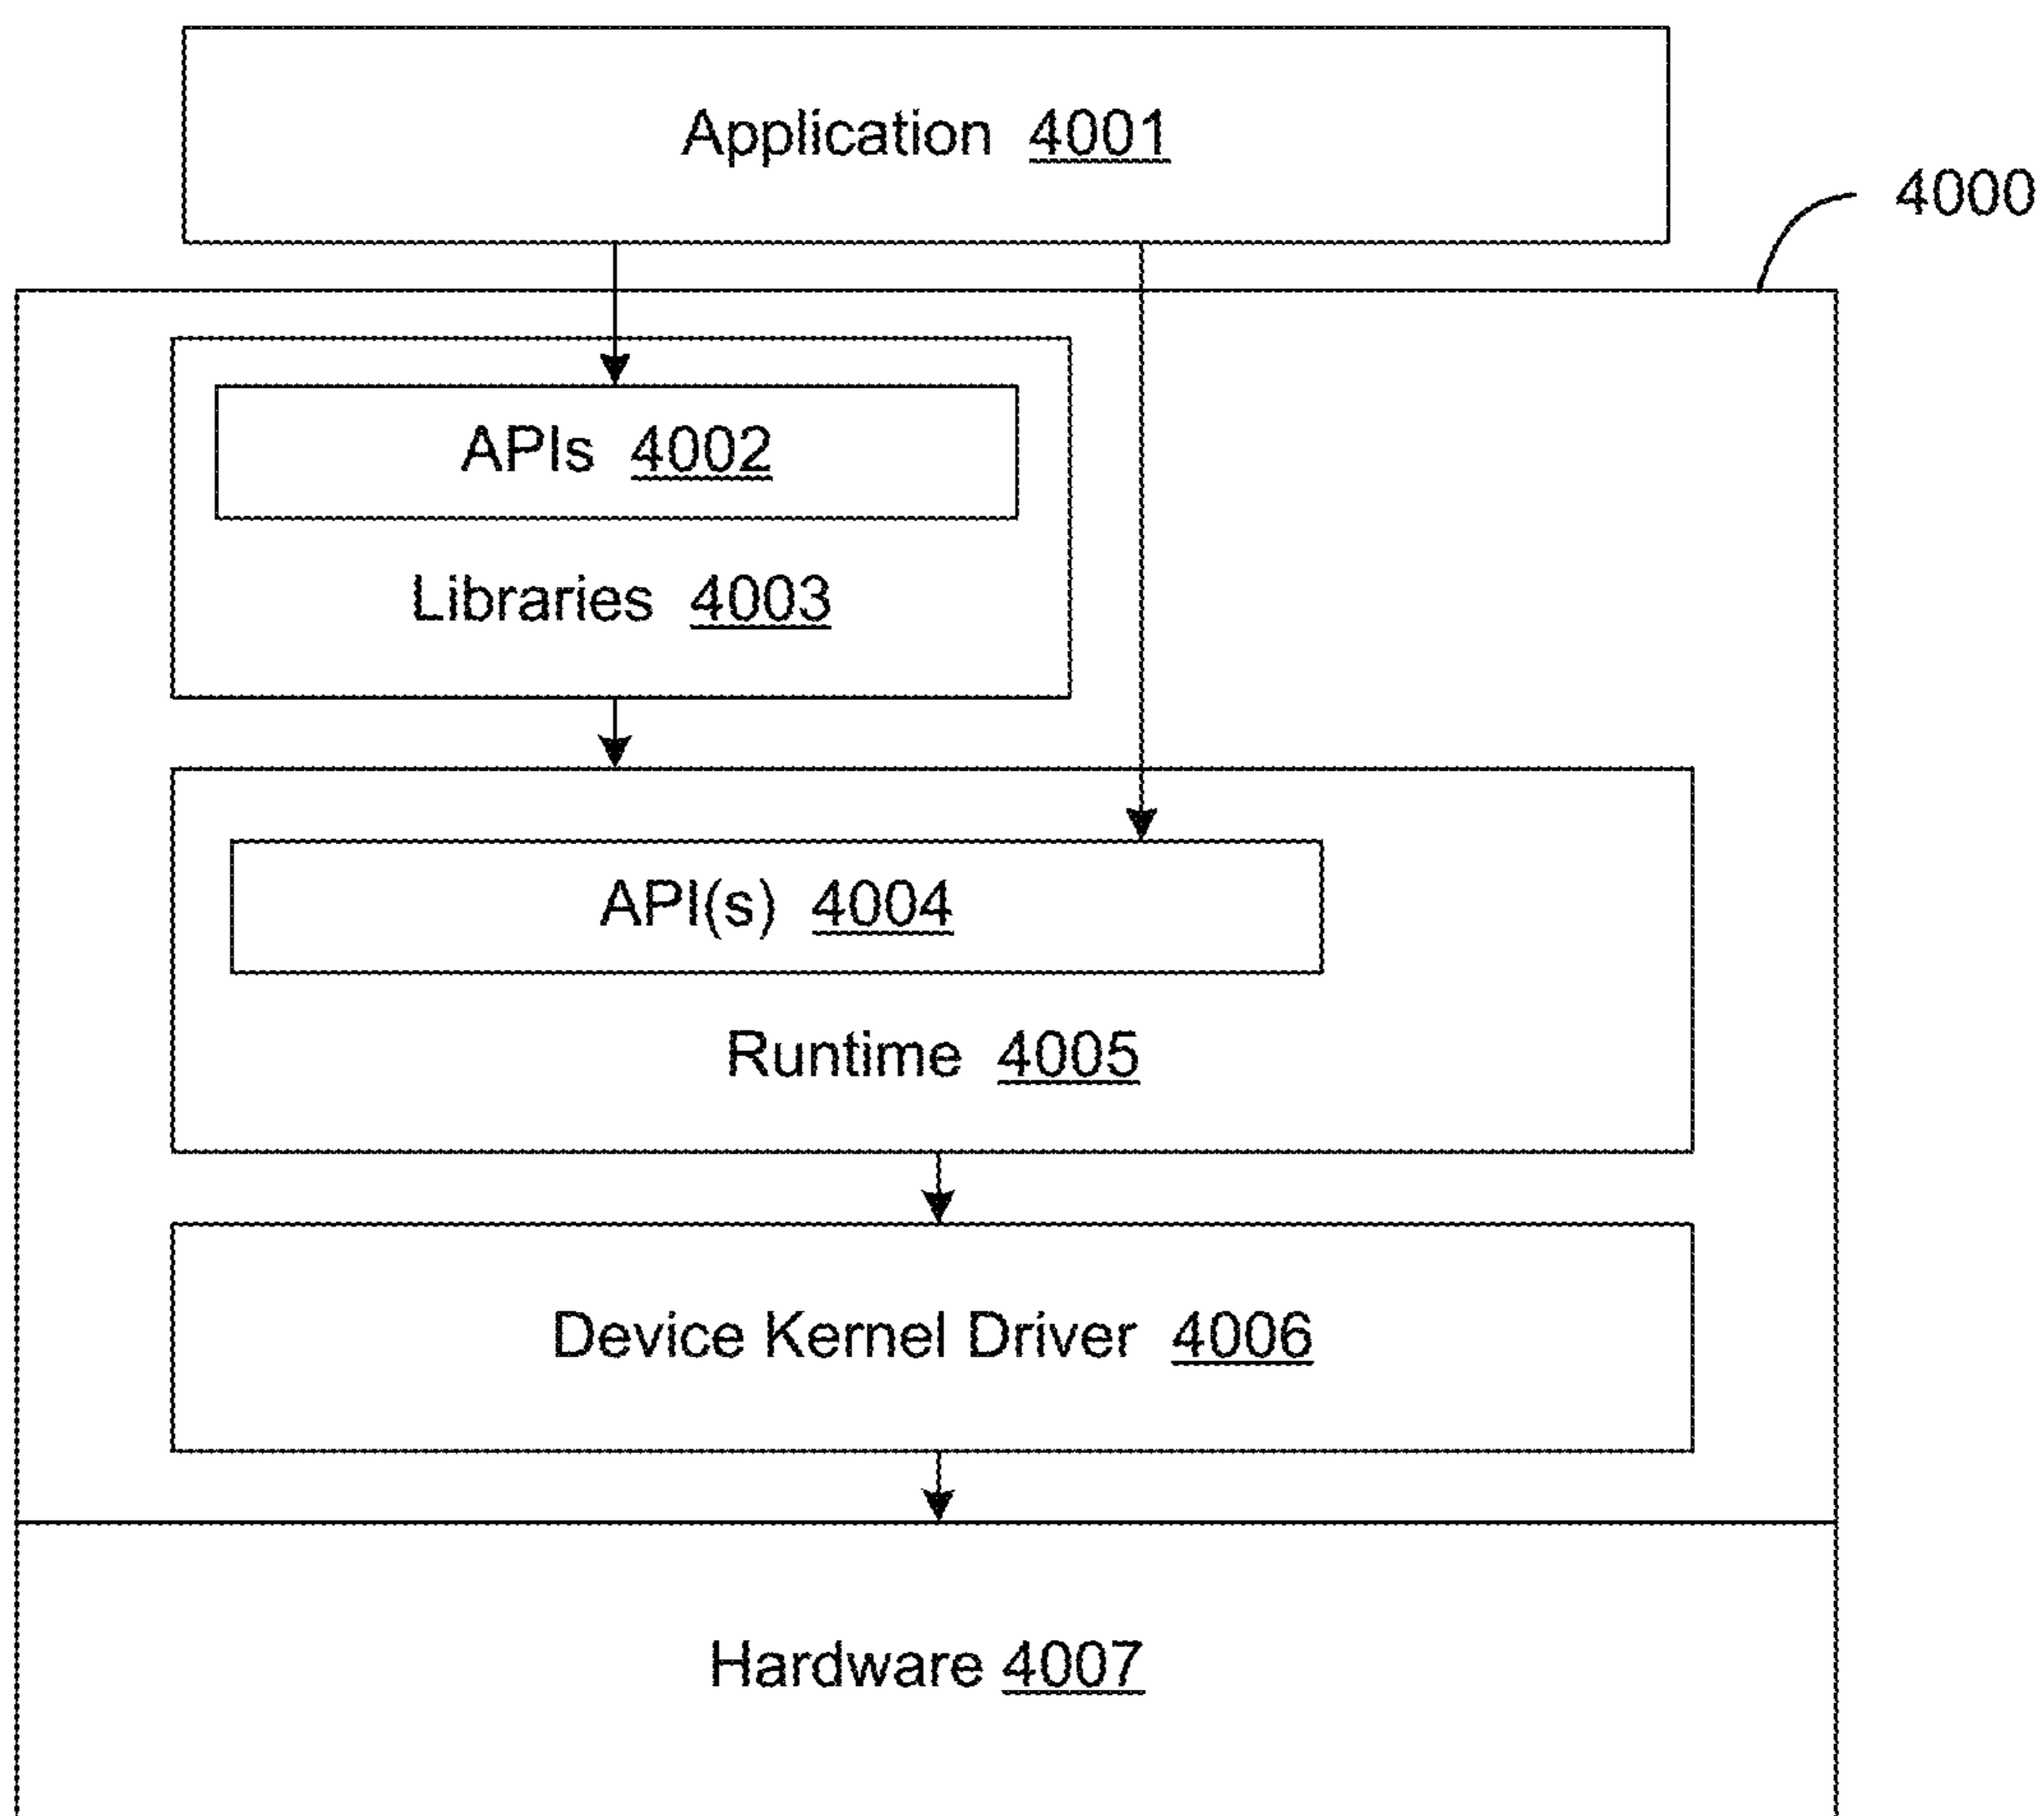 Application 4001
4000
APIs 4002
Libraries 4003
API(s) 4004
Runtime 4005
Device Kernel Driver 4006
Hardware 4007